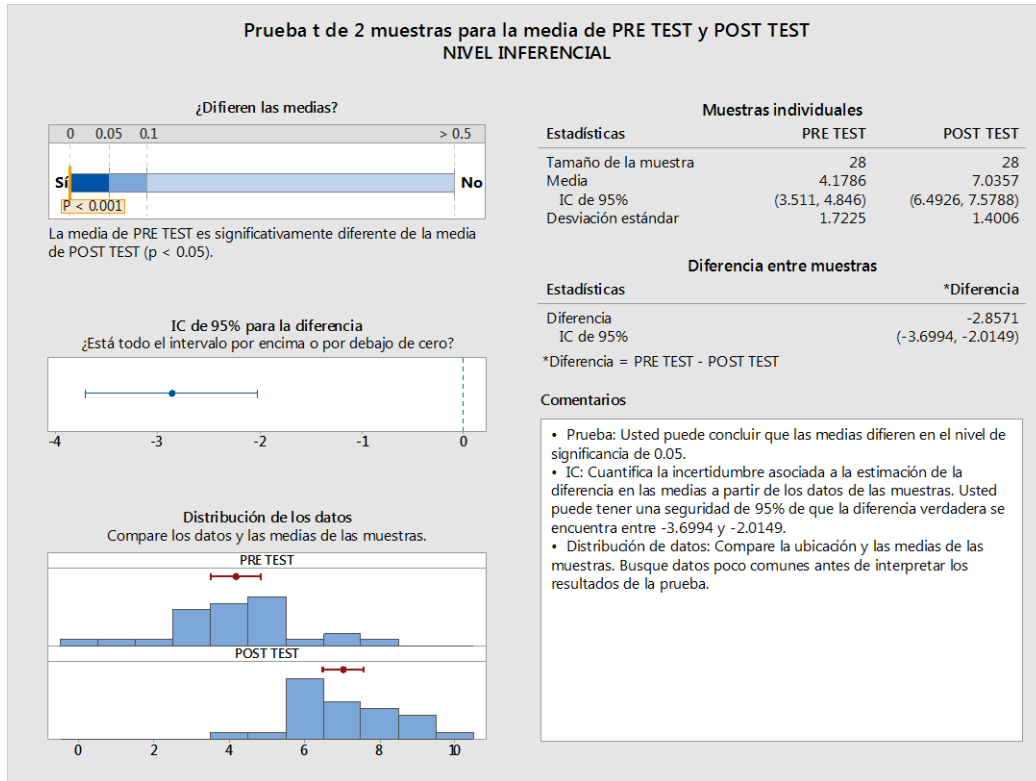 Prueba t de 2 muestras para la media de PRE TEST y POST TEST
NIVEL INFERENCIAL
¿Difieren las medias?
0 0.05 0.1 > 0.5
Sí No
P < 0.001
La media de PRE TEST es significativamente diferente de la media
de POST TEST (p < 0.05).
IC de 95% para la diferencia
¿Está todo el intervalo por encima o por debajo de cero?
-4 -3 -2 -1 0
Distribución de los datos
Compare los datos y las medias de las muestras.
PRE TEST
POST TEST
0 2 4 6 8 10
Muestras individuales
Estadísticas PRE TEST POST TEST
Tamaño de la muestra 28 28
Media 4.1786 7.0357
IC de 95% (3.511, 4.846) (6.4926, 7.5788)
Desviación estándar 1.7225 1.4006
Diferencia entre muestras
Estadísticas *Diferencia
Diferencia -2.8571
IC de 95% (-3.6994, -2.0149)
*Diferencia = PRE TEST - POST TEST
Comentarios
• Prueba: Usted puede concluir que las medias difieren en el nivel de
significancia de 0.05.
• IC: Cuantifica la incertidumbre asociada a la estimación de la
diferencia en las medias a partir de los datos de las muestras. Usted
puede tener una seguridad de 95% de que la diferencia verdadera se
encuentra entre -3.6994 y -2.0149.
• Distribución de datos: Compare la ubicación y las medias de las
muestras. Busque datos poco comunes antes de interpretar los
resultados de la prueba.